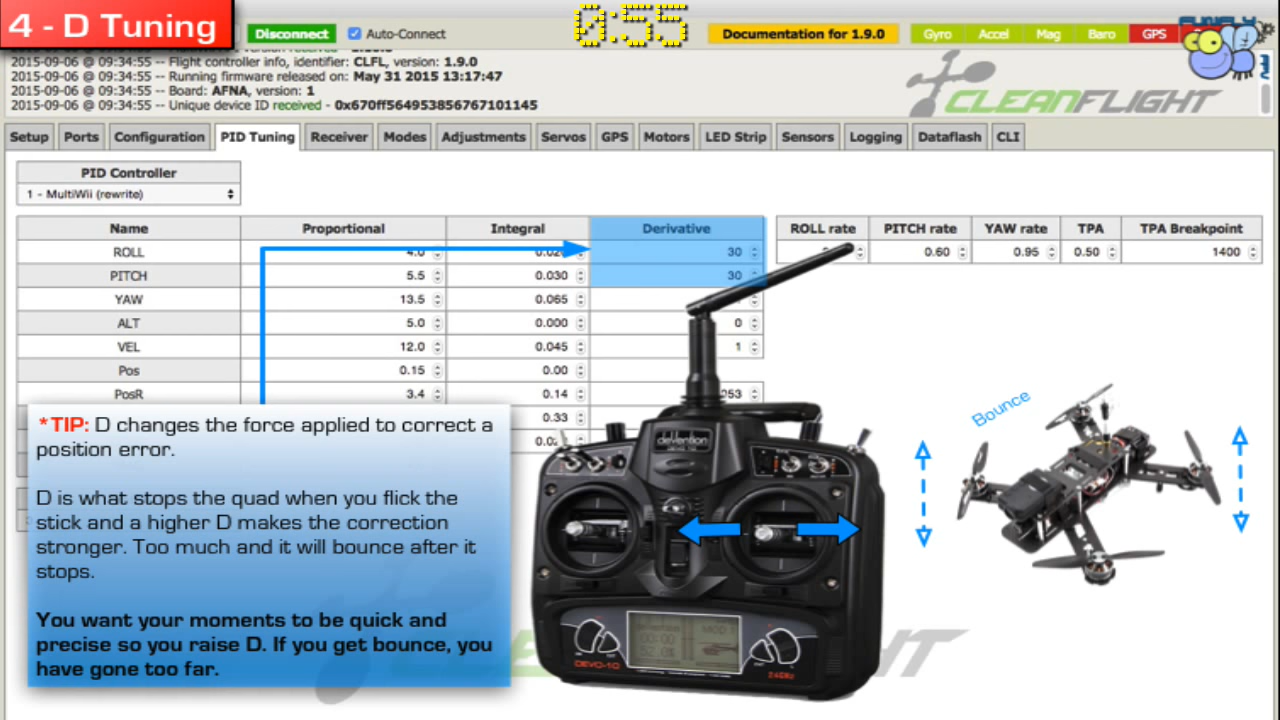 4 - D Tuning
Disconnect
Auto-Connect
0:55
Documentation for 1.9.0
Gyro Accel Mag Baro GPS
2015-09-06 @ 09:34:55 -- Flight controller info, identifier: CLFL, version: 1.9.0
2015-09-06 @ 09:34:55 -- Running firmware released on: May 31 2015 13:17:47
2015-09-06 @ 09:34:55 -- Board: AFNA, version: 1
2015-09-06 @ 09:34:55 -- Unique device ID received - 0x670ff564953856767101145
CLEANFLIGHT
Setup Ports Configuration PID Tuning Receiver Modes Adjustments Servos GPS Motors LED Strip Sensors Logging Dataflash CLI
PID Controller
1 - MultiWii (rewrite)
Name Proportional Integral Derivative ROLL rate PITCH rate YAW rate TPA TPA Breakpoint
ROLL 4.0 30 0.60 0.95 0.50 1400
PITCH 5.5 0.030 30
YAW 13.5 0.065
ALT 5.0 0.000 0
VEL 12.0 0.045 1
Pos 0.15 0.00
PosR 3.4 0.14
0.33
*TIP: D changes the force applied to correct a
position error.
D is what stops the quad when you flick the
stick and a higher D makes the correction
stronger. Too much and it will bounce after it
stops.
You want your moments to be quick and
precise so you raise D. If you get bounce, you
have gone too far.
Bounce
devention
DEVO-10